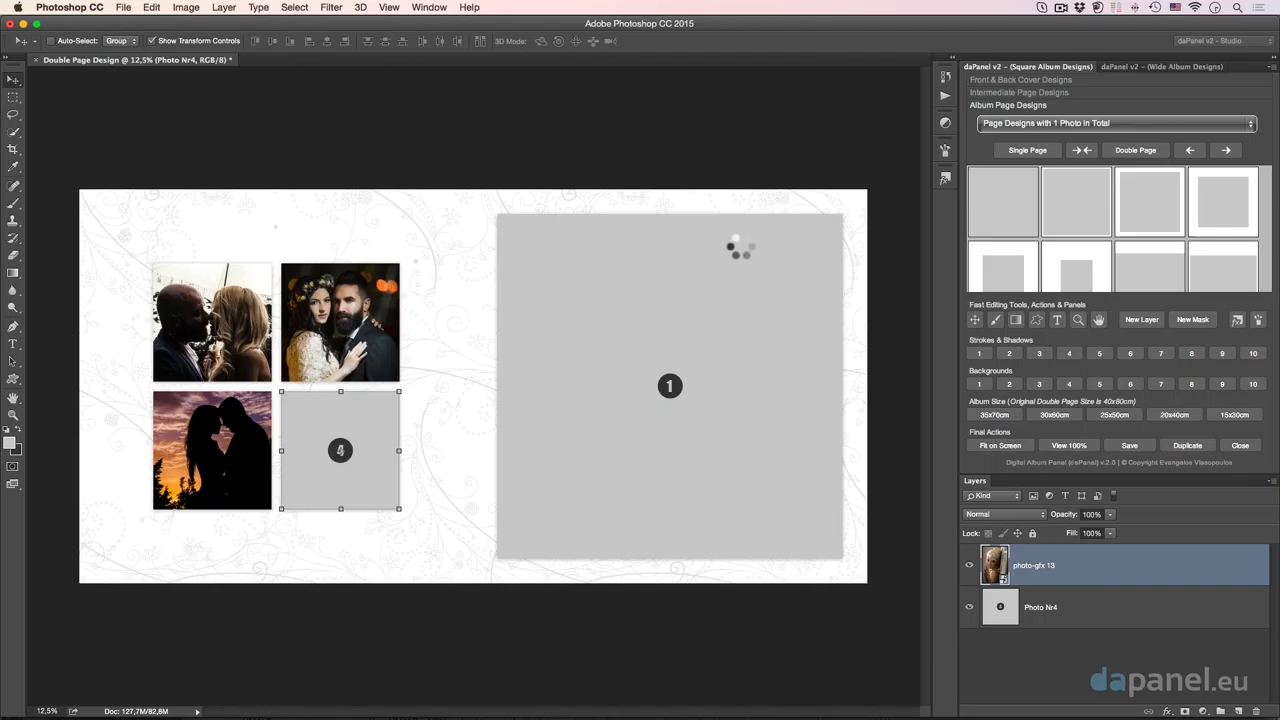 Photoshop CC File Edit Image Layer Type Select Filter 3D View Window Help
Adobe Photoshop CC 2015
Auto-Select: Group Show Transform Controls 3D Mode: daPanel v2 - Studio
× Double Page Design @ 12,5% (Photo Nr4, RGB/8) *
daPanel v2 – (Square Album Designs) daPanel v2 – (Wide Album Designs)
Front & Back Cover Designs
Intermediate Page Designs
Album Page Designs
Page Designs with 1 Photo in Total
Single Page Double Page
Fast Editing Tools, Actions & Panels
New Layer New Mask
Strokes & Shadows
1 2 3 4 5 6 7 8 9 10
Backgrounds
1 2 3 4 5 6 7 8 9 10
Album Size (Original Double Page Size is 40x80cm)
35x70cm 30x60cm 25x50cm 20x40cm 15x30cm
Final Actions
Fit on Screen View 100% Save Duplicate Close
Digital Album Panel (daPanel) v.2.0 | © Copyright Evangelos Vlasopoulos
1
4
Layers
Kind
Normal Opacity: 100%
Lock: Fill: 100%
photo-gfx 13
Photo Nr4
dapanel.eu
12,5% Doc: 127,7M/82,8M